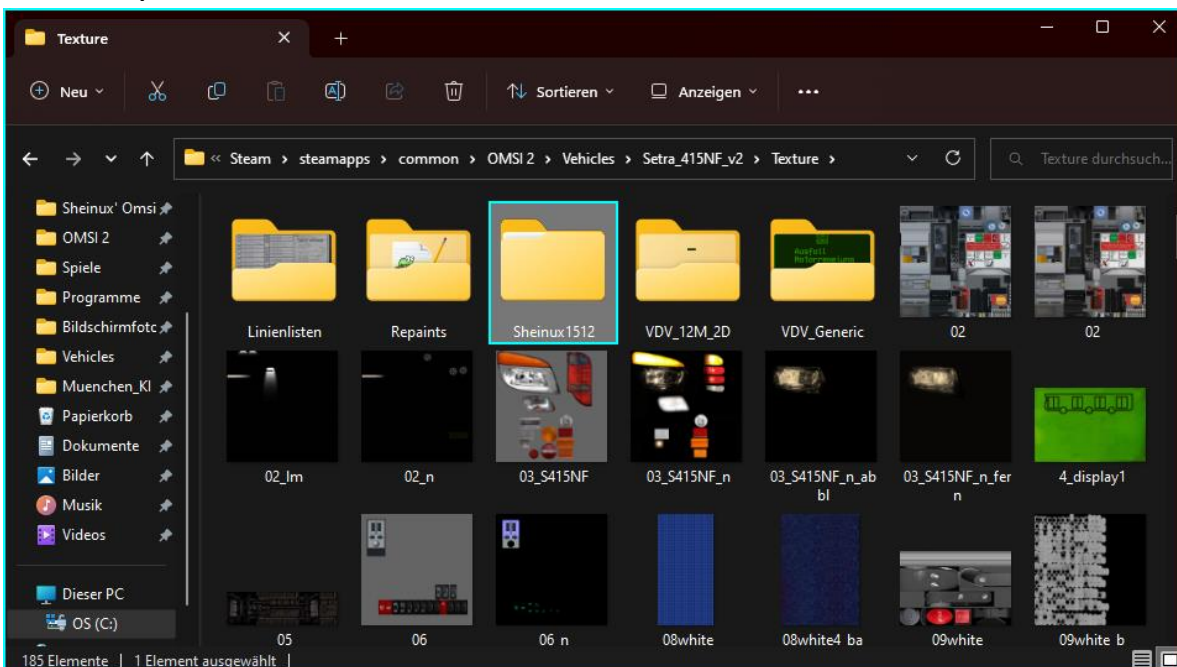 Texture
Neu
Sortieren
Anzeigen
« Steam > steamapps > common > OMSI 2 > Vehicles > Setra_415NF_v2 > Texture >
Texture durchsuch...
Sheinux' Omsi
OMSI 2
Spiele
Programme
Bildschirmfotc
Vehicles
Muenchen_Kl
Papierkorb
Dokumente
Bilder
Musik
Videos
Dieser PC
OS (C:)
Ausfall
Motorregelung
Linienlisten
Repaints
Sheinux1512
VDV_12M_2D
VDV_Generic
02
02
02_lm
02_n
03_S415NF
03_S415NF_n
03_S415NF_n_ab
bl
03_S415NF_n_fer
n
4_display1
05
06
06_n
08white
08white4_ba
09white
09white_b
185 Elemente | 1 Element ausgewählt |